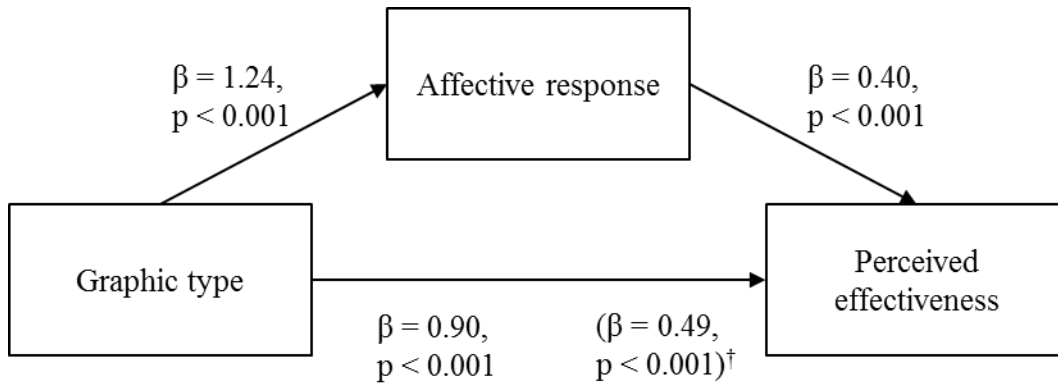 Affective response
β = 1.24,
p < 0.001
β = 0.40,
p < 0.001
Graphic type
Perceived
effectiveness
β = 0.90,
p < 0.001
(β = 0.49,
p < 0.001)†